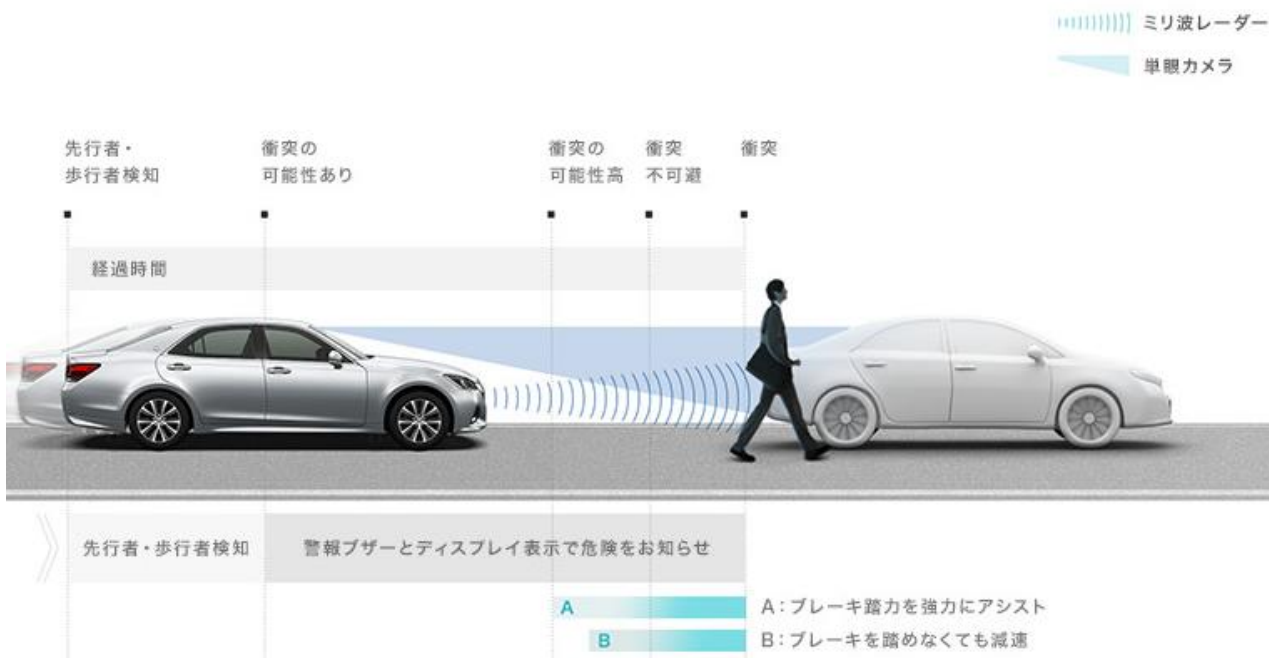 ミリ波レーダー
単眼カメラ
先行者・
歩行者検知
衝突の
可能性あり
衝突の
可能性高
衝突
不可避
衝突
経過時間
先行者・歩行者検知
警報ブザーとディスプレイ表示で危険をお知らせ
A
A：ブレーキ踏力を強力にアシスト
B
B：ブレーキを踏めなくても減速